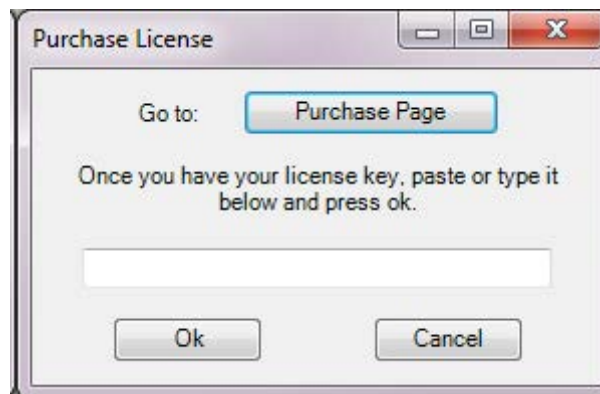 Purchase License
Go to: Purchase Page
Once you have your license key, paste or type it
below and press ok.
Ok Cancel